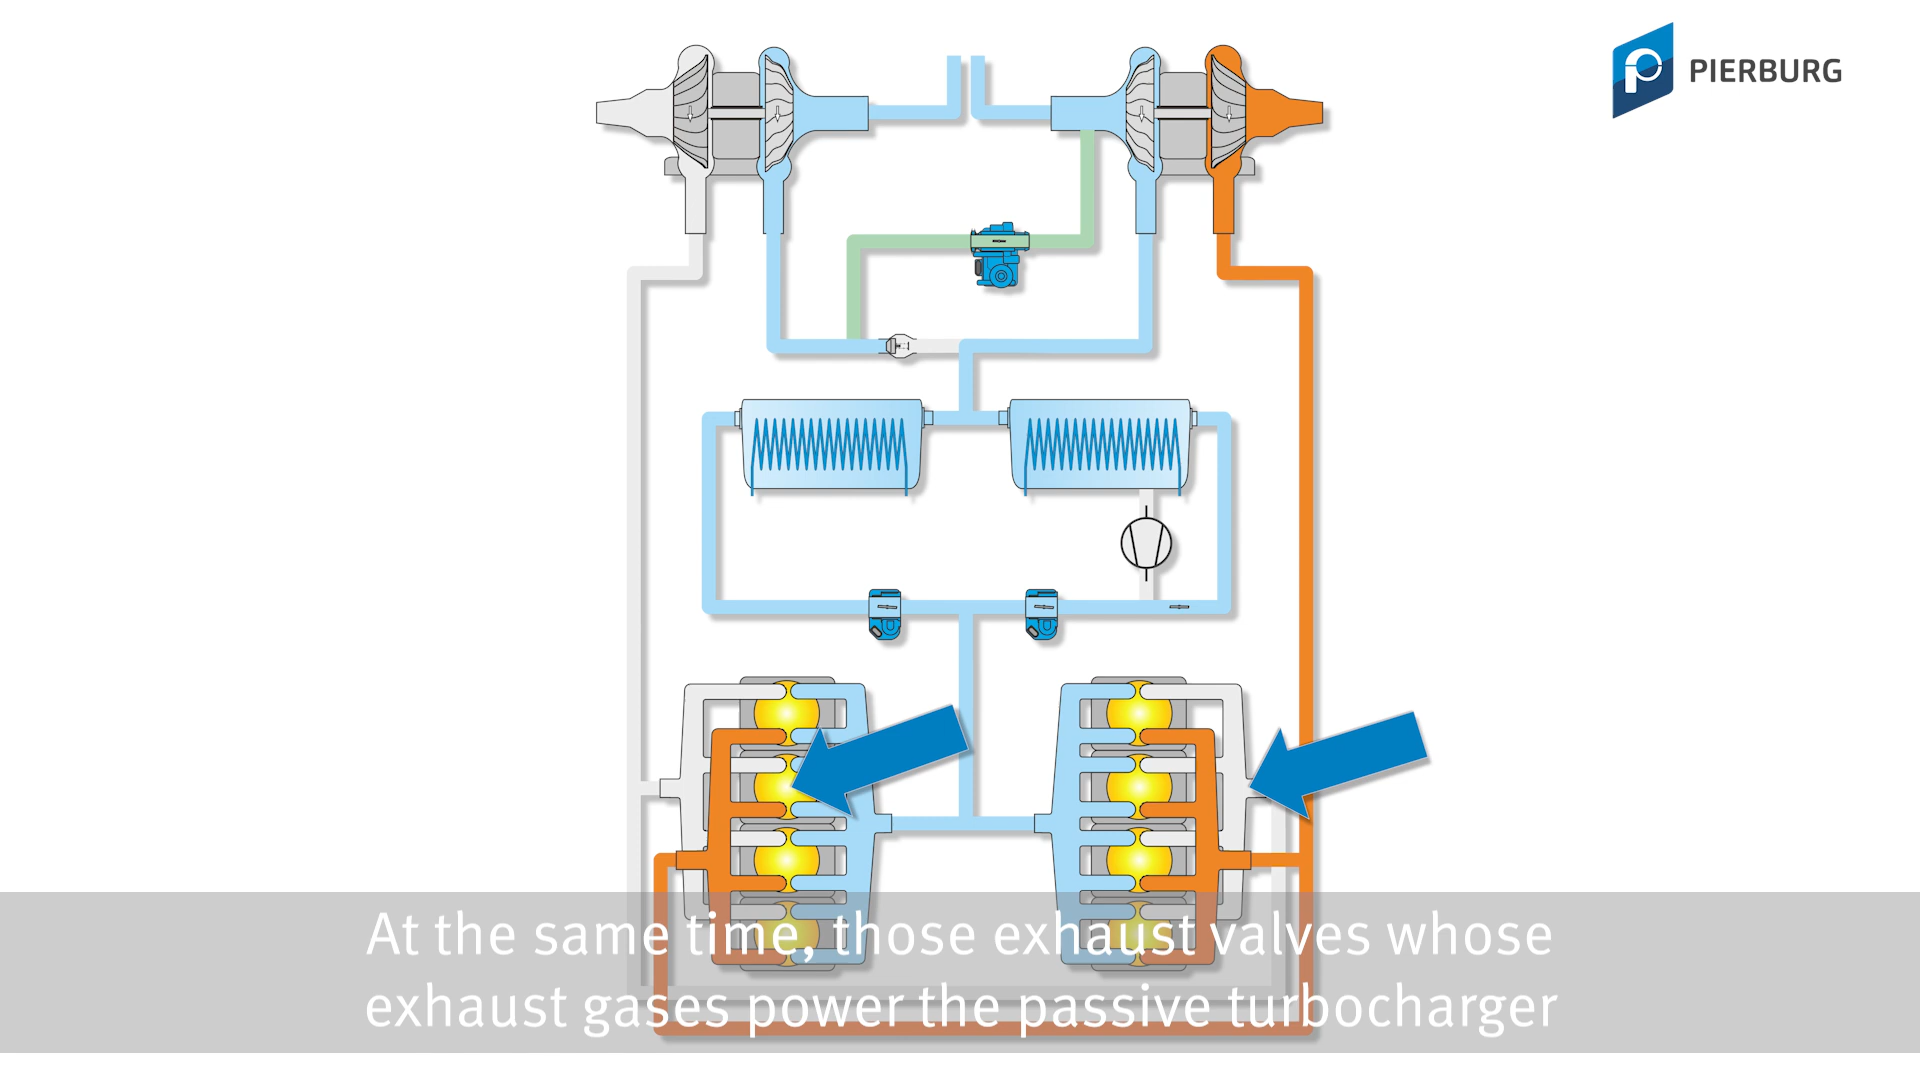 PIERBURG
At the same time, those exhaust valves whose
exhaust gases power the passive turbocharger